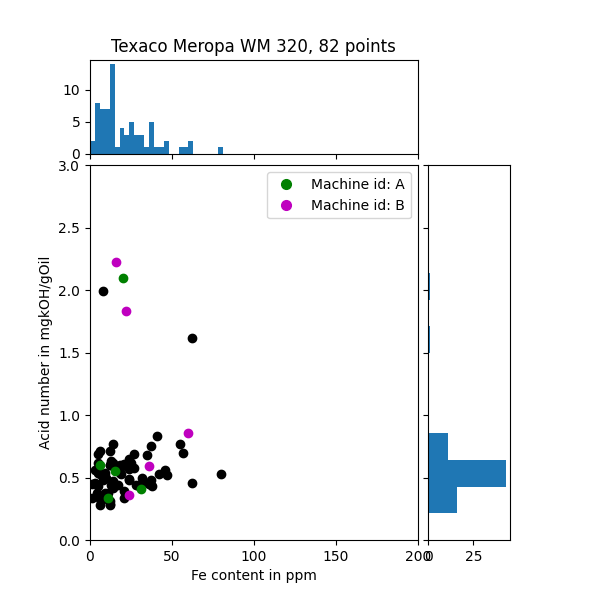 Texaco Meropa WM 320, 82 points
10
5
0
3.0
2.5
2.0
1.5
1.0
0.5
0.0
Acid number in mgkOH/gOil
Machine id: A
Machine id: B
0 50 100 150 200
Fe content in ppm
0 25